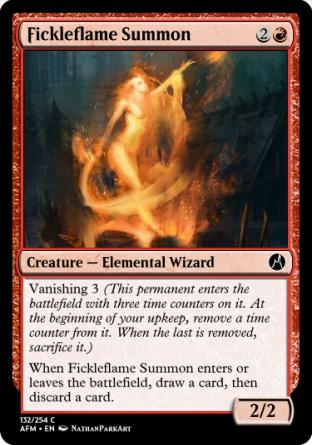 Fickleflame Summon 2
Creature — Elemental Wizard
Vanishing 3 (This permanent enters the
battlefield with three time counters on it. At
the beginning of your upkeep, remove a time
counter from it. When the last is removed,
sacrifice it.)
When Fickleflame Summon enters or
leaves the battlefield, draw a card, then
discard a card.
2/2
132/254 C
AFM • EN NathanParkArt